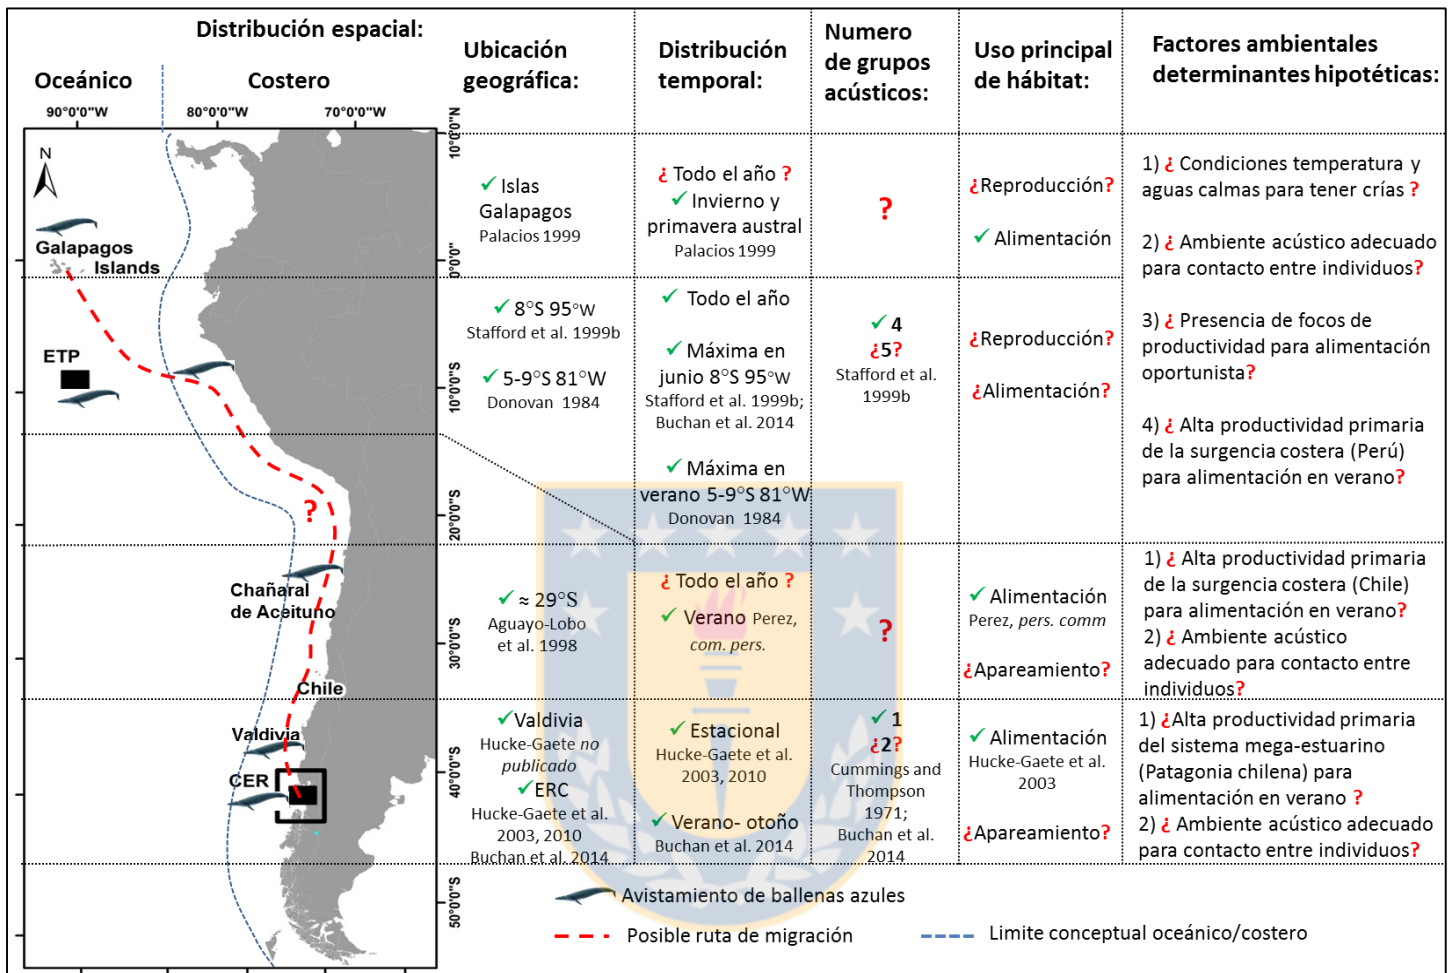 Distribución espacial:
Oceánico
Costero
Ubicación
geográfica:
Distribución
temporal:
Numero
de grupos
acústicos:
Uso principal
de hábitat:
Factores ambientales
determinantes hipotéticas:
90°0'0"W
80°0'0"W
70°0'0"W
10°0'0"N
0°0'0"
10°0'0"S
20°0'0"S
30°0'0"S
40°0'0"S
50°0'0"S
N
Galapagos
Islands
ETP
?
Chañaral
de Aceituno
Chile
Valdivia
CER
✓ Islas
Galapagos
Palacios 1999
¿ Todo el año ?
✓ Invierno y
primavera austral
Palacios 1999
?
¿Reproducción?
✓ Alimentación
1) ¿ Condiciones temperatura y
aguas calmas para tener crías ?
2) ¿ Ambiente acústico adecuado
para contacto entre individuos?
3) ¿ Presencia de focos de
productividad para alimentación
oportunista?
4) ¿ Alta productividad primaria
de la surgencia costera (Perú)
para alimentación en verano?
✓ 8°S 95°W
Stafford et al. 1999b
✓ 5-9°S 81°W
Donovan 1984
✓ Todo el año
✓ Máxima en
junio 8°S 95°W
Stafford et al. 1999b;
Buchan et al. 2014
✓ Máxima en
verano 5-9°S 81°W
Donovan 1984
✓ 4
¿5?
Stafford et al.
1999b
¿Reproducción?
¿Alimentación?
✓ ≈ 29°S
Aguayo-Lobo
et al. 1998
¿ Todo el año ?
✓ Verano Perez,
com. pers.
?
✓ Alimentación
Perez, pers. comm
¿Apareamiento?
1) ¿ Alta productividad primaria
de la surgencia costera (Chile)
para alimentación en verano?
2) ¿ Ambiente acústico
adecuado para contacto entre
individuos?
✓Valdivia
Hucke-Gaete no
publicado
✓ERC
Hucke-Gaete et al.
2003, 2010
Buchan et al. 2014
✓ Estacional
Hucke-Gaete et al.
2003, 2010
✓ Verano- otoño
Buchan et al. 2014
✓ 1
¿2?
Cummings and
Thompson
1971;
Buchan et al.
2014
✓ Alimentación
Hucke-Gaete et al.
2003
¿Apareamiento?
1) ¿Alta productividad primaria
del sistema mega-estuarino
(Patagonia chilena) para
alimentación en verano ?
2) ¿ Ambiente acústico adecuado
para contacto entre individuos?
Avistamiento de ballenas azules
Posible ruta de migración
Limite conceptual oceánico/costero